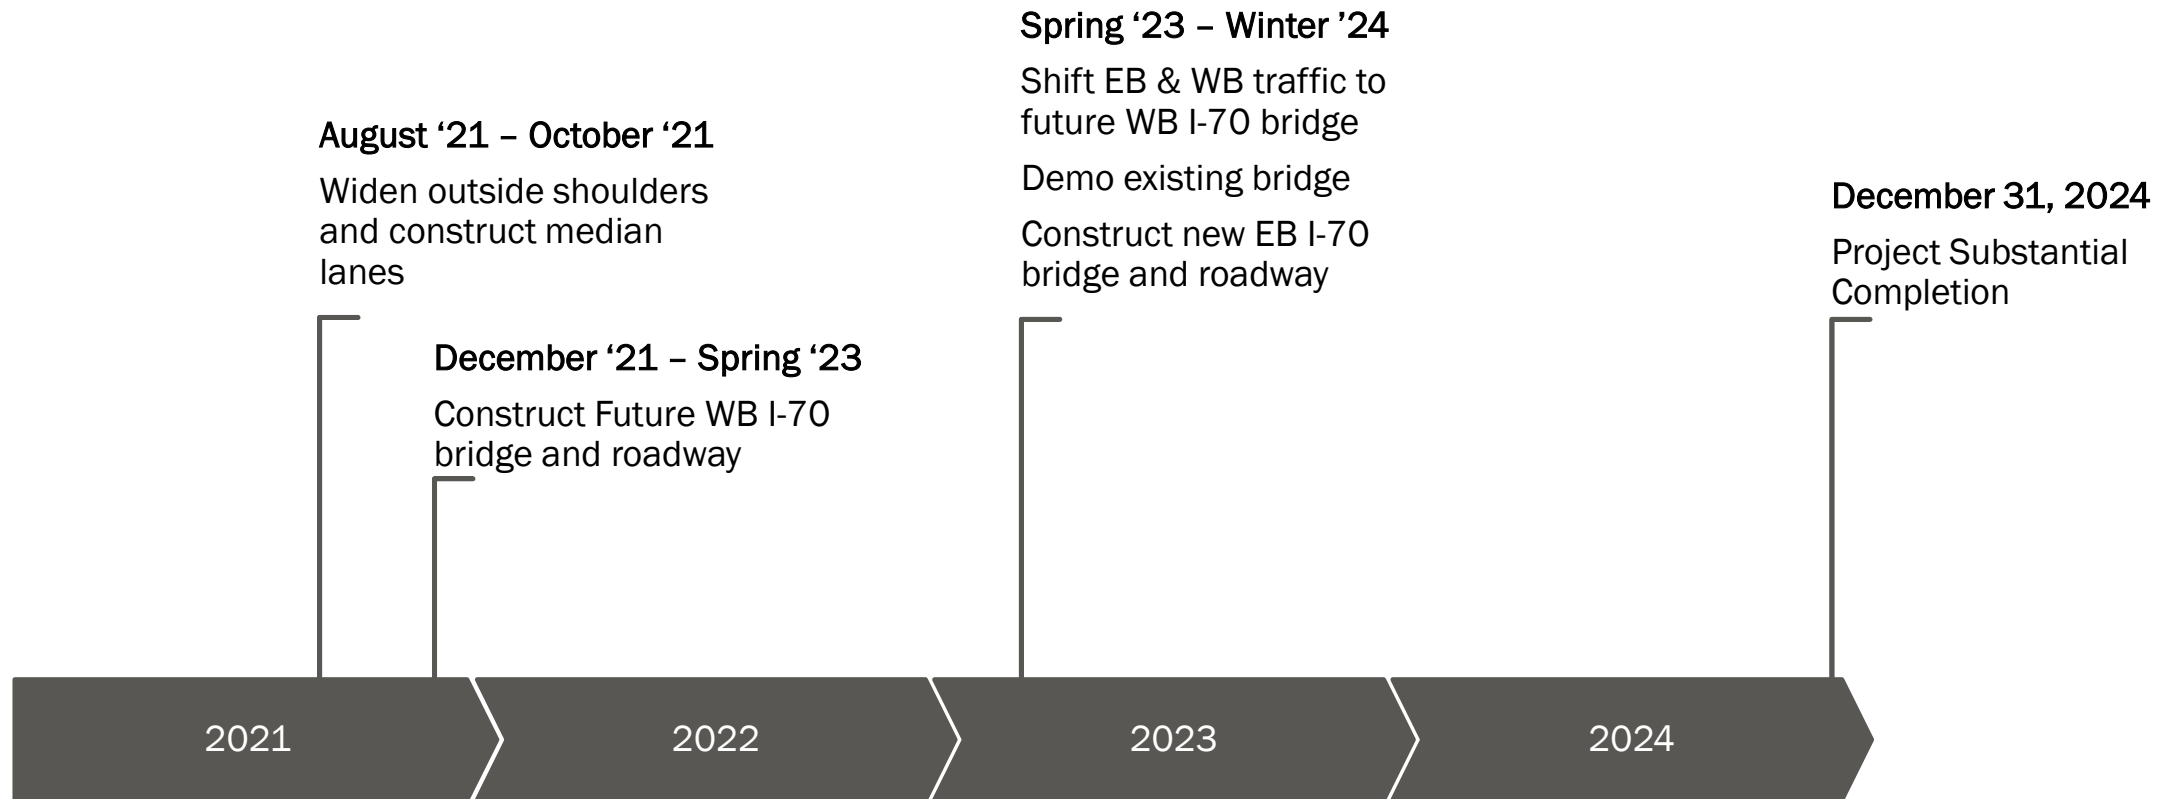 August ‘21 – October ‘21
Widen outside shoulders
and construct median
lanes
December ‘21 – Spring ‘23
Construct Future WB I-70
bridge and roadway
Spring ‘23 – Winter ’24
Shift EB & WB traffic to
future WB I-70 bridge
Demo existing bridge
Construct new EB I-70
bridge and roadway
December 31, 2024
Project Substantial
Completion
2021
2022
2023
2024